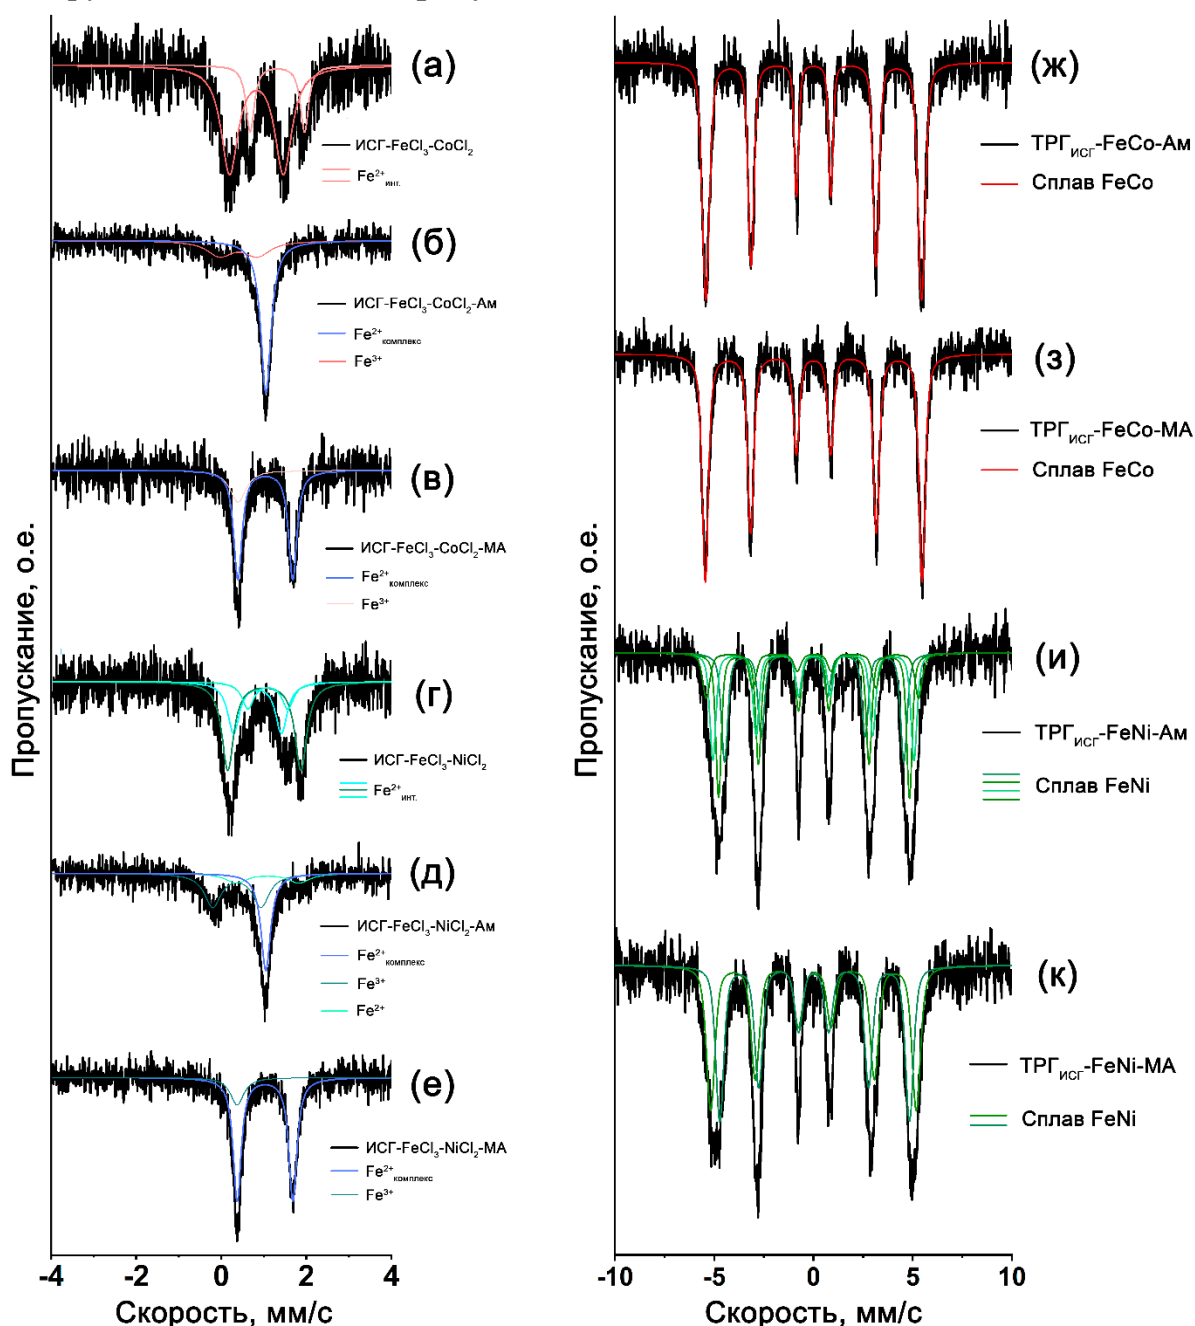 (а)
ИСГ-FeCl₃-CoCl₂
Fe²⁺инт.
(б)
ИСГ-FeCl₃-CoCl₂-Ам
Fe²⁺комплекс
Fe³⁺
(в)
ИСГ-FeCl₃-CoCl₂-МА
Fe²⁺комплекс
Fe³⁺
(г)
ИСГ-FeCl₃-NiCl₂
Fe²⁺инт.
(д)
ИСГ-FeCl₃-NiCl₂-Ам
Fe²⁺комплекс
Fe³⁺
Fe²⁺
(е)
ИСГ-FeCl₃-NiCl₂-МА
Fe²⁺комплекс
Fe³⁺
Пропускание, о.е.
-4 -2 0 2 4
Скорость, мм/с
(ж)
ТРГИСГ-FeCo-Ам
Сплав FeCo
(з)
ТРГИСГ-FeCo-МА
Сплав FeCo
(и)
ТРГИСГ-FeNi-Ам
Сплав FeNi
(к)
ТРГИСГ-FeNi-МА
Сплав FeNi
Пропускание, о.е.
-10 -5 0 5 10
Скорость, мм/с